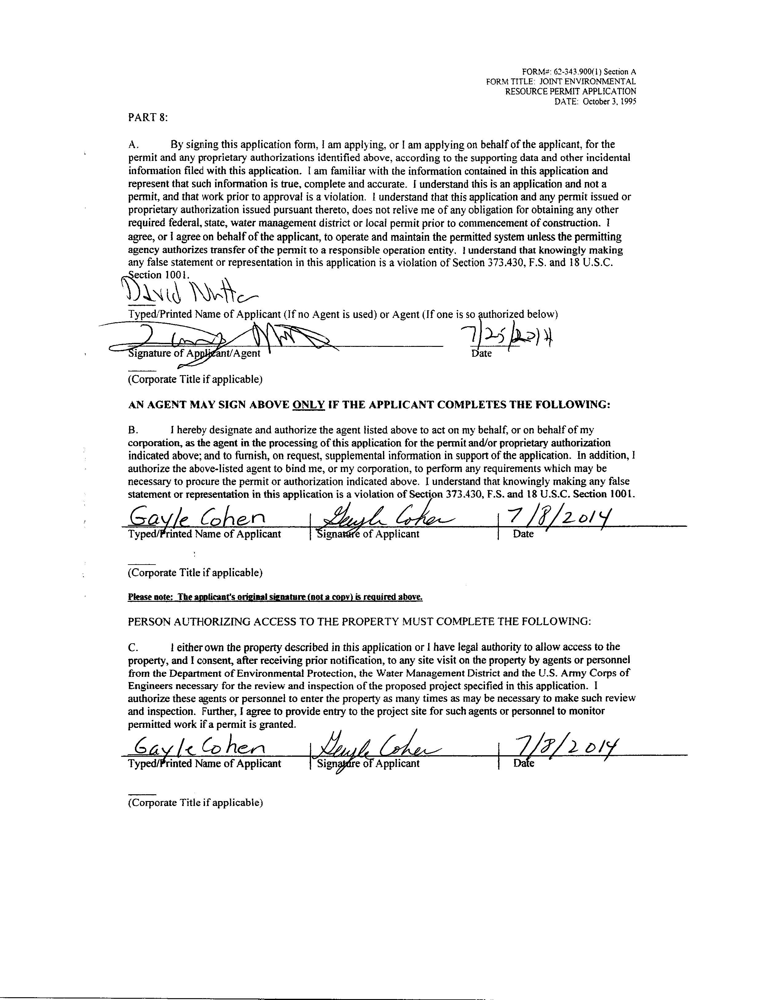 FORM#: 62-343.900(1) Section A
FORM TITLE: JOINT ENVIRONMENTAL
RESOURCE PERMIT APPLICATION
DATE: October 3, 1995
PART 8:
A. By signing this application form, I am applying, or I am applying on behalf of the applicant, for the
permit and any proprietary authorizations identified above, according to the supporting data and other incidental
information filed with this application. I am familiar with the information contained in this application and
represent that such information is true, complete and accurate. I understand this is an application and not a
permit, and that work prior to approval is a violation. I understand that this application and any permit issued or
proprietary authorization issued pursuant thereto, does not relive me of any obligation for obtaining any other
required federal, state, water management district or local permit prior to commencement of construction. I
agree, or I agree on behalf of the applicant, to operate and maintain the permitted system unless the permitting
agency authorizes transfer of the permit to a responsible operation entity. I understand that knowingly making
any false statement or representation in this application is a violation of Section 373.430, F.S. and 18 U.S.C.
Section 1001.
David
Typed/Printed Name of Applicant (If no Agent is used) or Agent (If one is so authorized below)
7/25/2014
Signature of Applicant/Agent Date
(Corporate Title if applicable)
AN AGENT MAY SIGN ABOVE ONLY IF THE APPLICANT COMPLETES THE FOLLOWING:
B. I hereby designate and authorize the agent listed above to act on my behalf, or on behalf of my
corporation, as the agent in the processing of this application for the permit and/or proprietary authorization
indicated above; and to furnish, on request, supplemental information in support of the application. In addition, I
authorize the above-listed agent to bind me, or my corporation, to perform any requirements which may be
necessary to procure the permit or authorization indicated above. I understand that knowingly making any false
statement or representation in this application is a violation of Section 373.430, F.S. and 18 U.S.C. Section 1001.
Gayle Cohen Gayle Cohen 7/8/2014
Typed/Printed Name of Applicant Signature of Applicant Date
(Corporate Title if applicable)
Please note: The applicant's original signature (not a copy) is required above.
PERSON AUTHORIZING ACCESS TO THE PROPERTY MUST COMPLETE THE FOLLOWING:
C. I either own the property described in this application or I have legal authority to allow access to the
property, and I consent, after receiving prior notification, to any site visit on the property by agents or personnel
from the Department of Environmental Protection, the Water Management District and the U.S. Army Corps of
Engineers necessary for the review and inspection of the proposed project specified in this application. I
authorize these agents or personnel to enter the property as many times as may be necessary to make such review
and inspection. Further, I agree to provide entry to the project site for such agents or personnel to monitor
permitted work if a permit is granted.
Gayle Cohen Gayle Cohen 7/8/2014
Typed/Printed Name of Applicant Signature of Applicant Date
(Corporate Title if applicable)